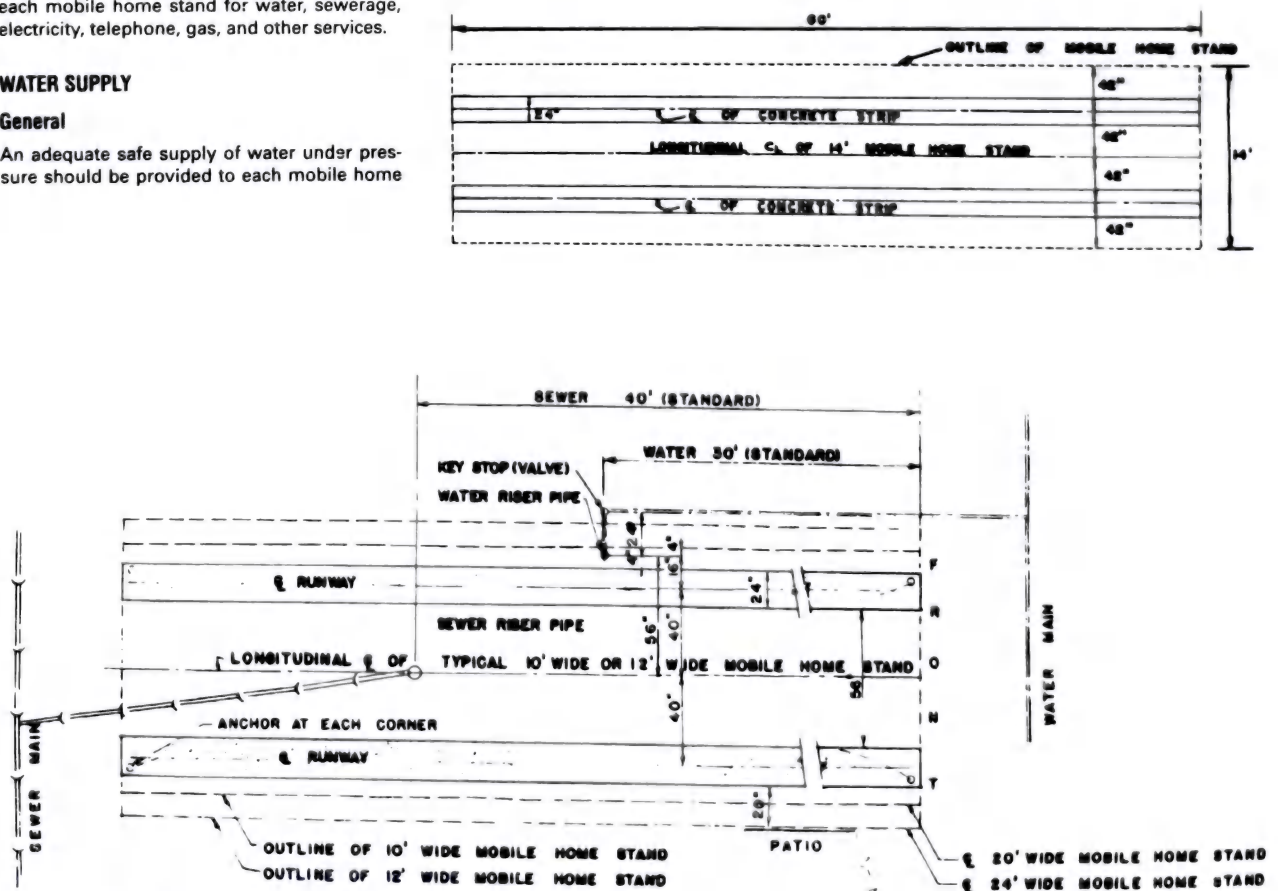 each mobile home stand for water, sewerage,
electricity, telephone, gas, and other services.
WATER SUPPLY
General
An adequate safe supply of water under pres-
sure should be provided to each mobile home
60'
OUTLINE OF MOBILE HOME STAND
42"
24"
℄ OF CONCRETE STRIP
42"
LONGITUDINAL CL OF 14' MOBILE HOME STAND
14'
42"
℄ OF CONCRETE STRIP
42"
SEWER 40' (STANDARD)
WATER 30' (STANDARD)
KEY STOP (VALVE)
WATER RISER PIPE
4"
16"
℄ RUNWAY
24"
SEWER RISER PIPE
56"
40"
LONGITUDINAL ℄ OF TYPICAL 10' WIDE OR 12' WIDE MOBILE HOME STAND
56
40"
ANCHOR AT EACH CORNER
℄ RUNWAY
FRONT
WATER MAIN
SEWER MAIN
20"
PATIO
OUTLINE OF 10' WIDE MOBILE HOME STAND
OUTLINE OF 12' WIDE MOBILE HOME STAND
℄ 20' WIDE MOBILE HOME STAND
℄ 24' WIDE MOBILE HOME STAND